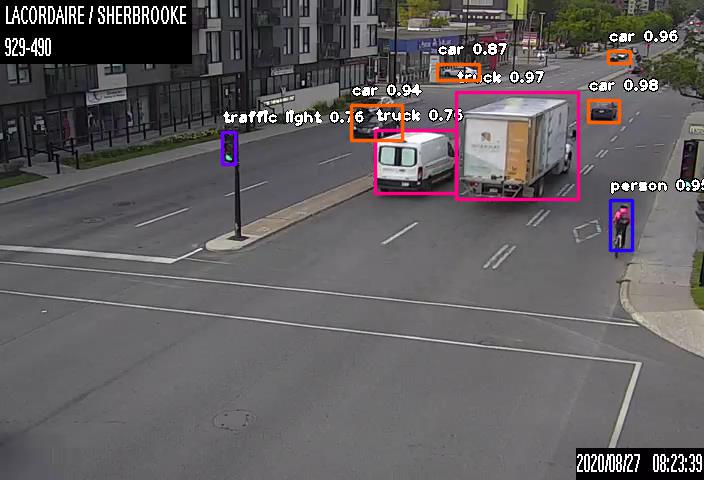 LACORDAIRE / SHERBROOKE
929-490
car 0.96
car 0.87
truck 0.97
car 0.98
car 0.94
traffic light 0.76
truck 0.75
person 0.95
2020/08/27 08:23:39